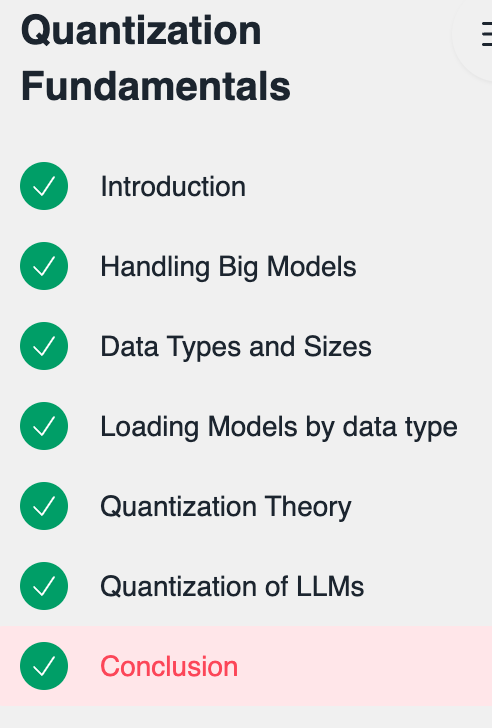 Quantization
Fundamentals
Introduction
Handling Big Models
Data Types and Sizes
Loading Models by data type
Quantization Theory
Quantization of LLMs
Conclusion